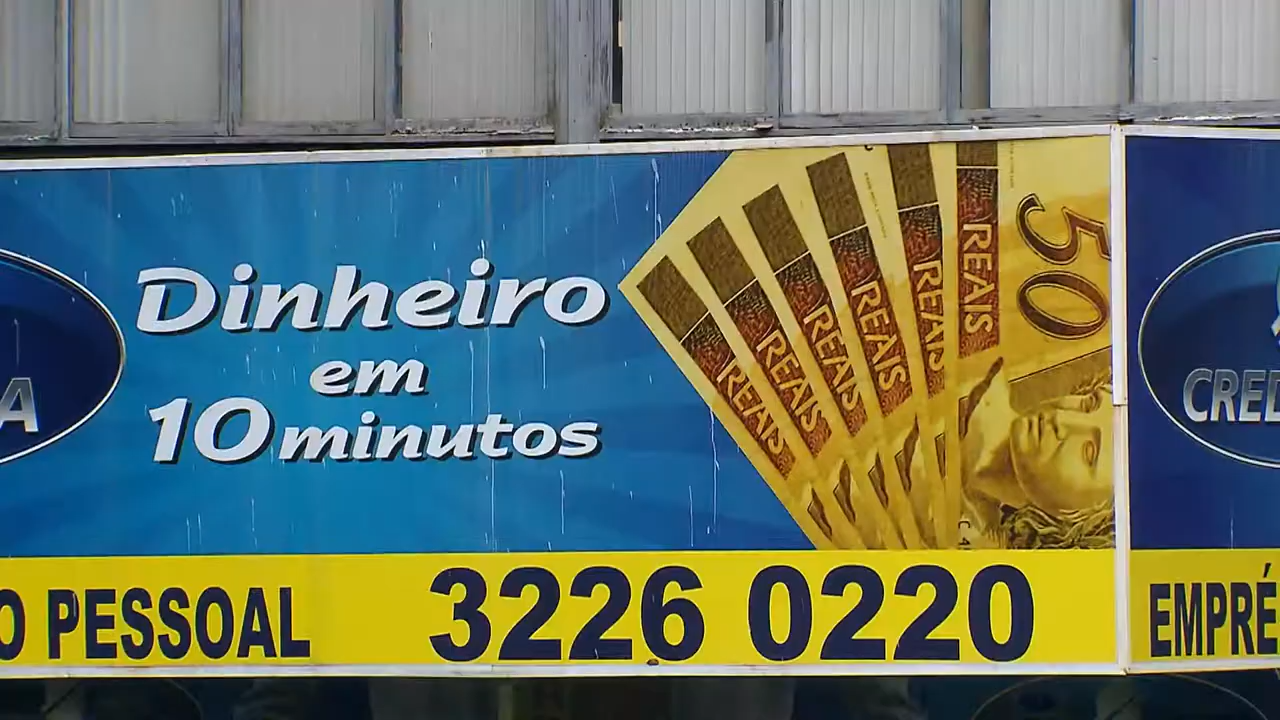 Dinheiro
em
10 minutos
REAIS
REAIS
REAIS
REAIS
REAIS
REAIS
50
A
CRED
O PESSOAL
3226 0220
EMPRÉ